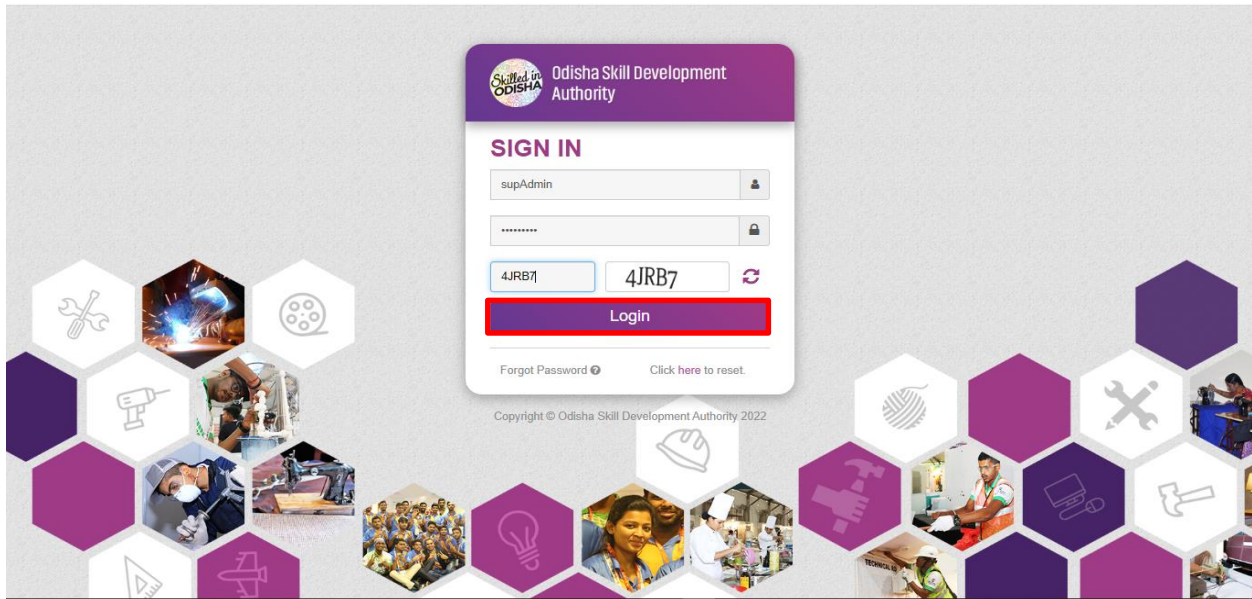 Skilled in
ODISHA
Odisha Skill Development
Authority
SIGN IN
supAdmin
•••••••••
4JRB7
4JRB7
Login
Forgot Password
Click here to reset.
Copyright © Odisha Skill Development Authority 2022